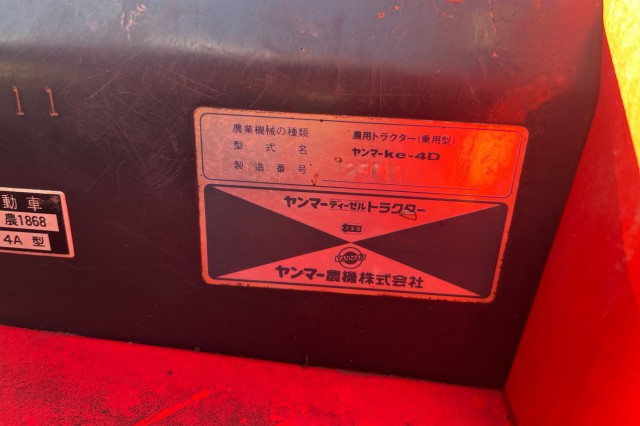 11
動車
農1868
4A 型
農業機械の種類 農用トラクター(乗用型)
型式名 ヤンマーke-4D
製造番号
ヤンマーディーゼルトラクター
ヤンマー農機株式会社